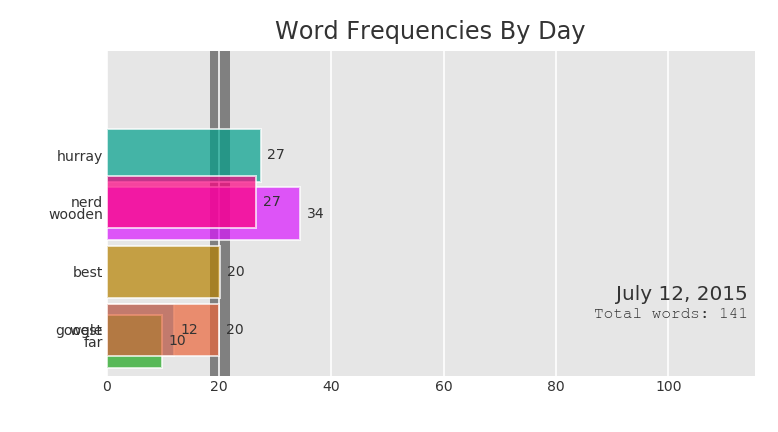 Word Frequencies By Day
hurray 27
nerd 27
wooden 34
best 20
12 20
far 10
July 12, 2015
Total words: 141
0 20 40 60 80 100